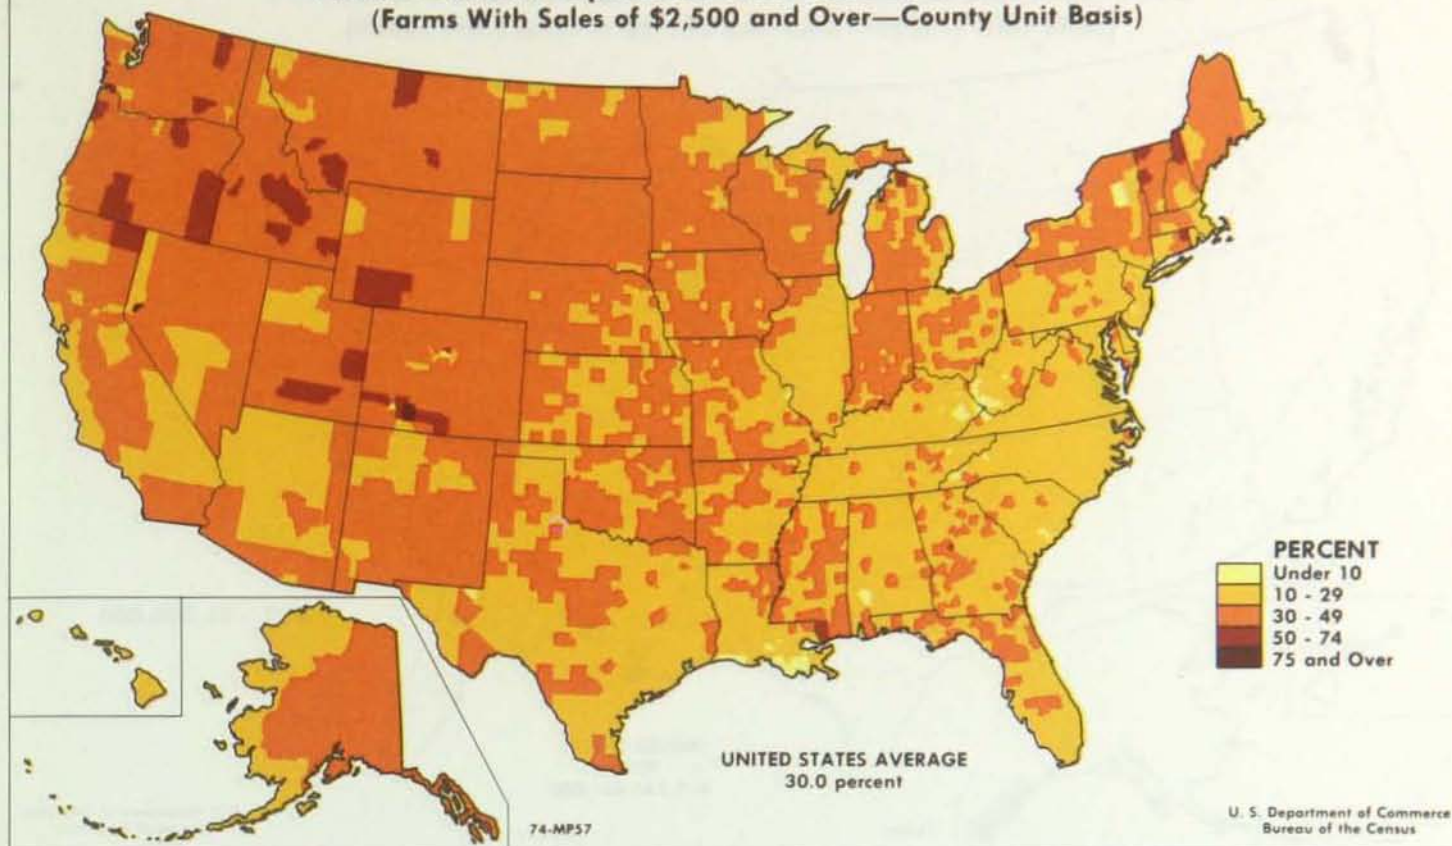 (Farms With Sales of $2,500 and Over—County Unit Basis)
PERCENT
Under 10
10 - 29
30 - 49
50 - 74
75 and Over
UNITED STATES AVERAGE
30.0 percent
74-MP57
U. S. Department of Commerce
Bureau of the Census